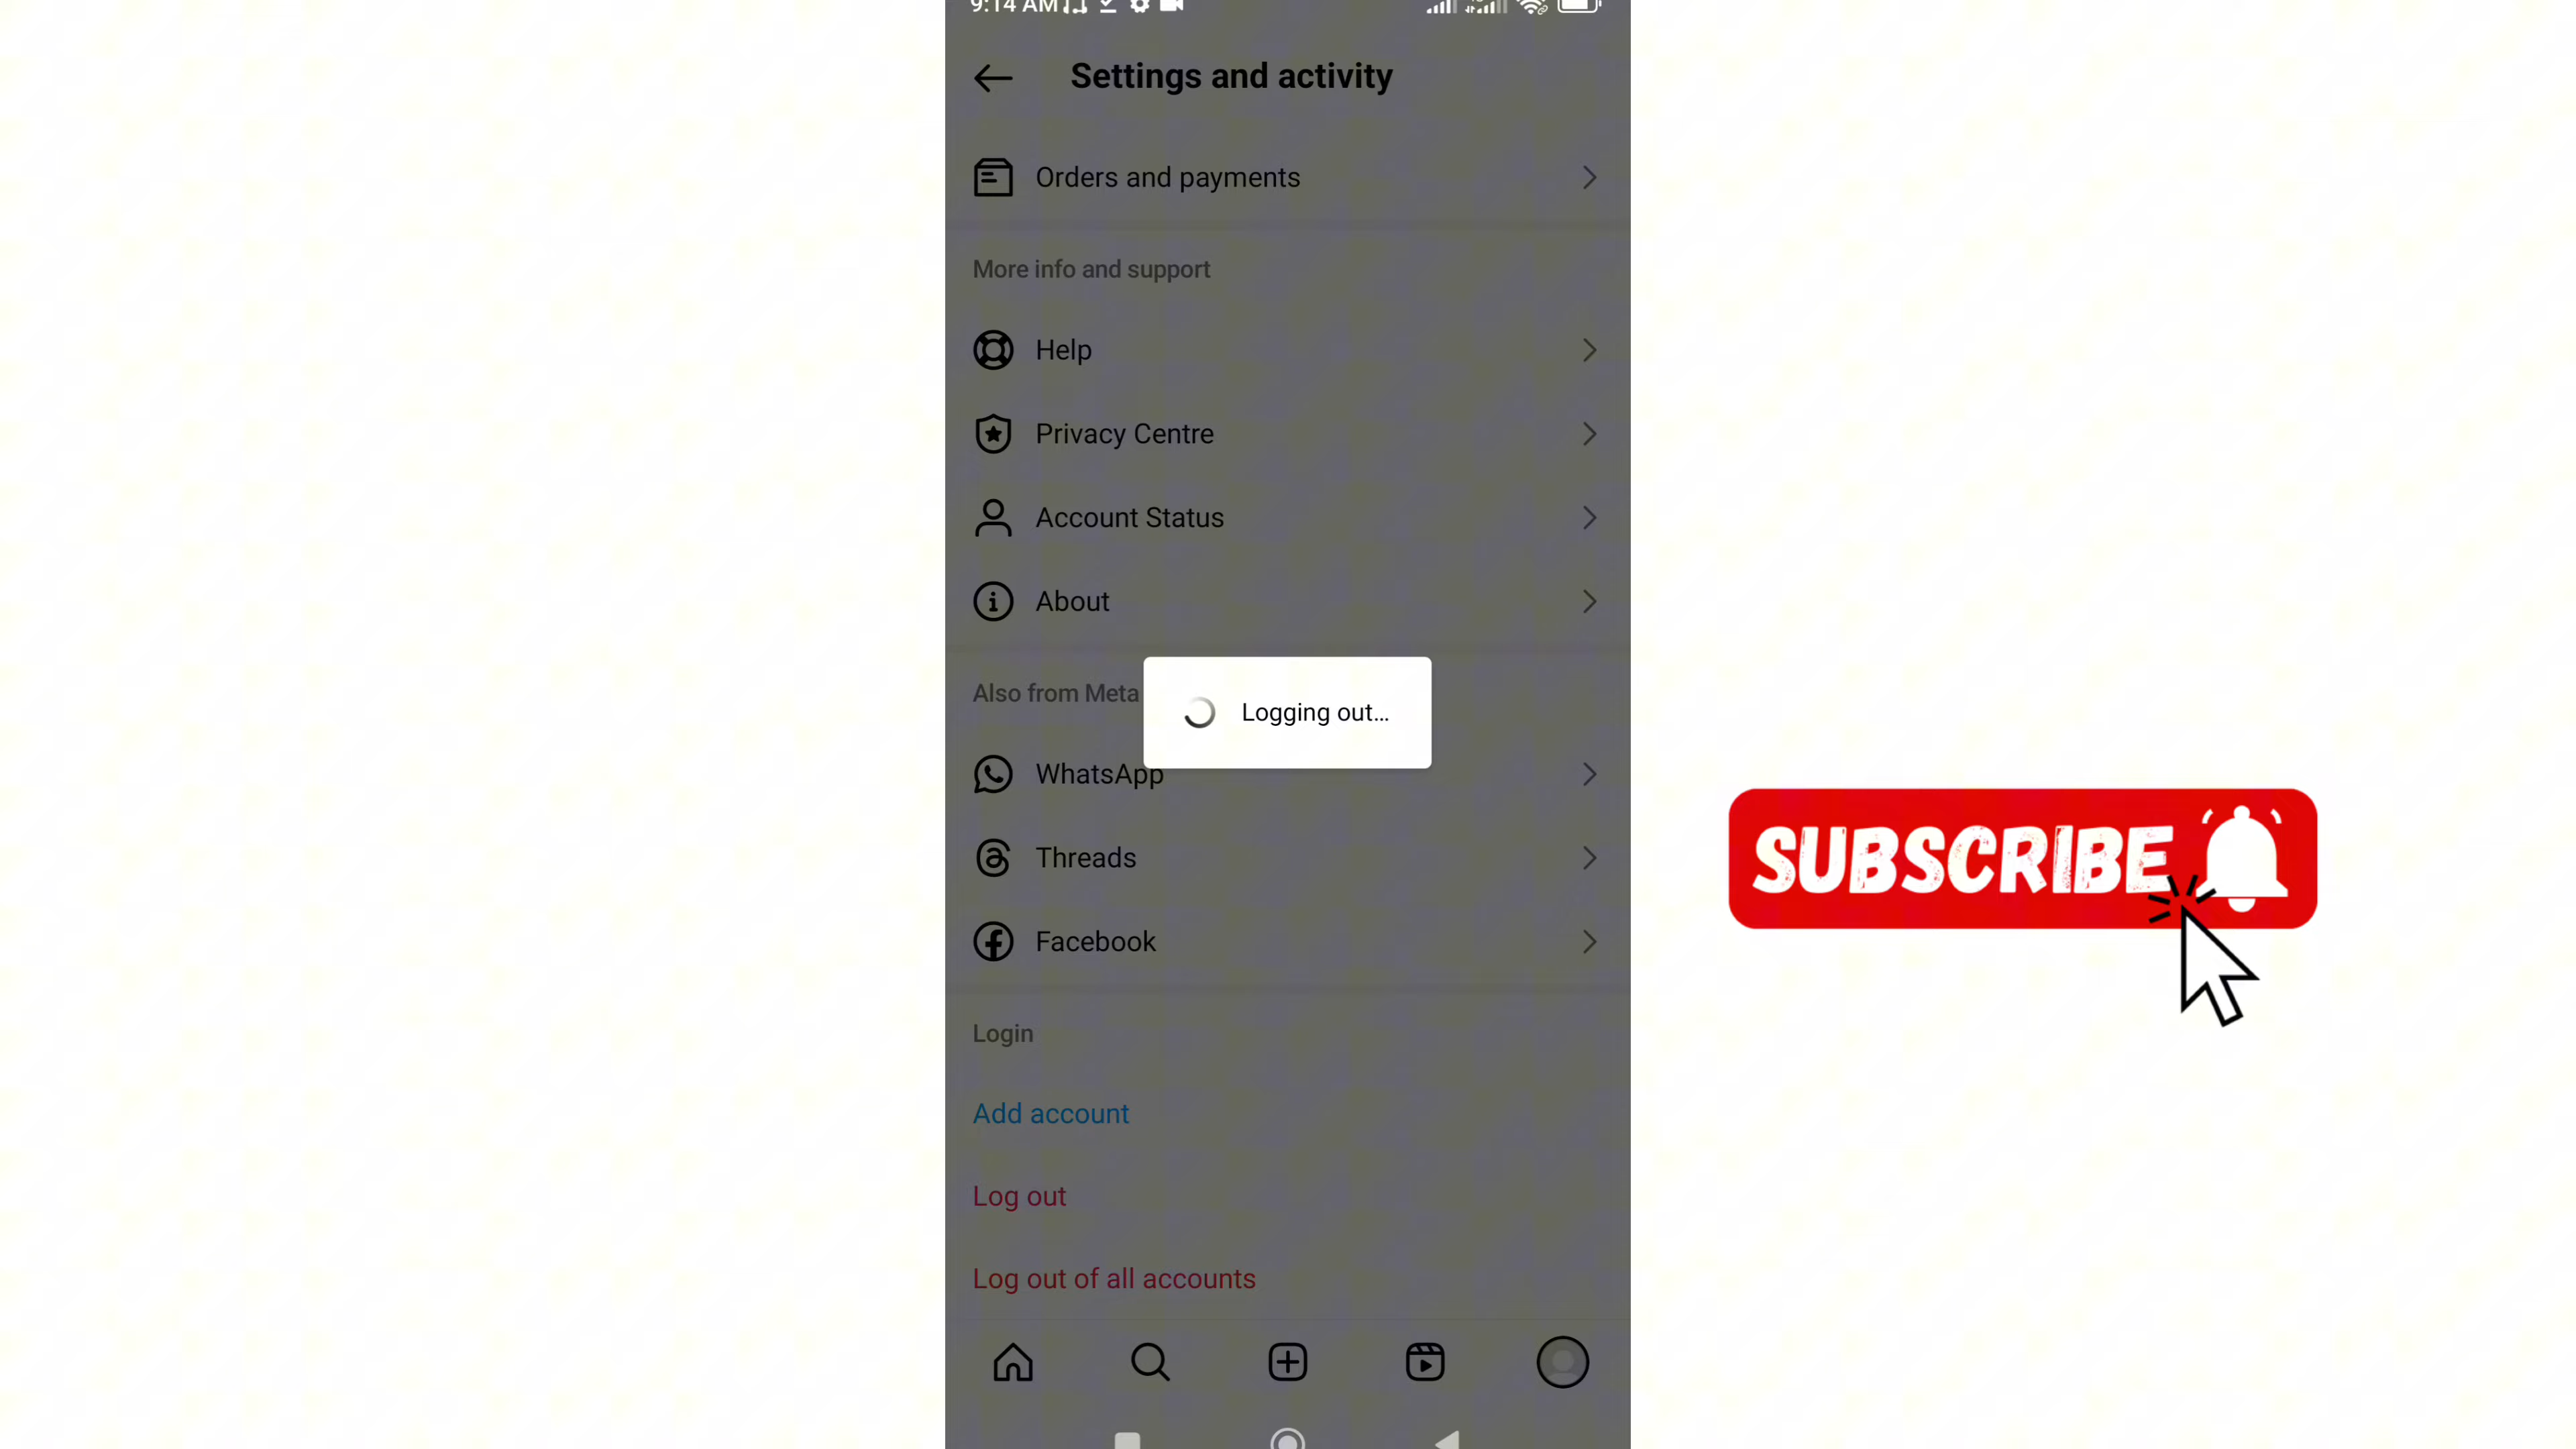 9:14 AM
Settings and activity
Orders and payments
More info and support
Help
Privacy Centre
Account Status
About
Also from Meta
Logging out...
WhatsApp
Threads
Facebook
Login
Add account
Log out
Log out of all accounts
SUBSCRIBE